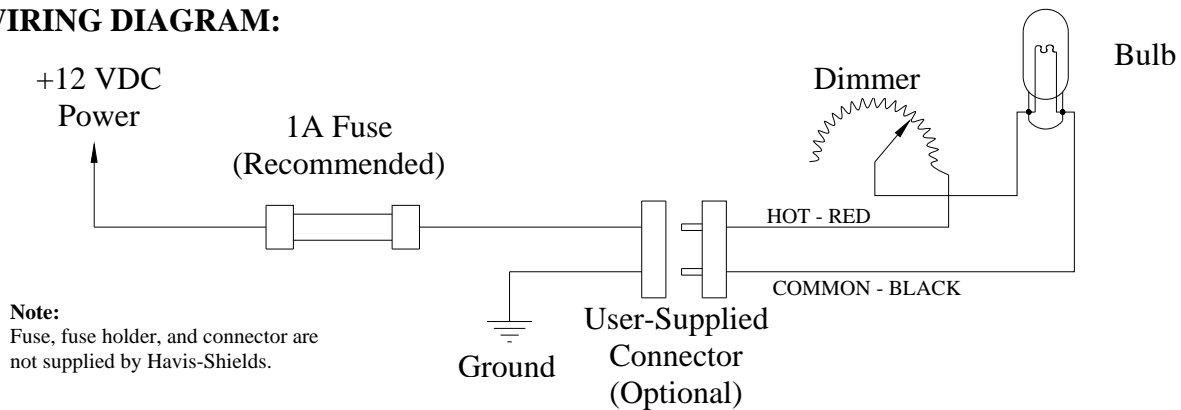 WIRING DIAGRAM:
+12 VDC
Power
1A Fuse
(Recommended)
Dimmer
Bulb
HOT - RED
COMMON - BLACK
Note:
Fuse, fuse holder, and connector are
not supplied by Havis-Shields.
Ground
User-Supplied
Connector
(Optional)